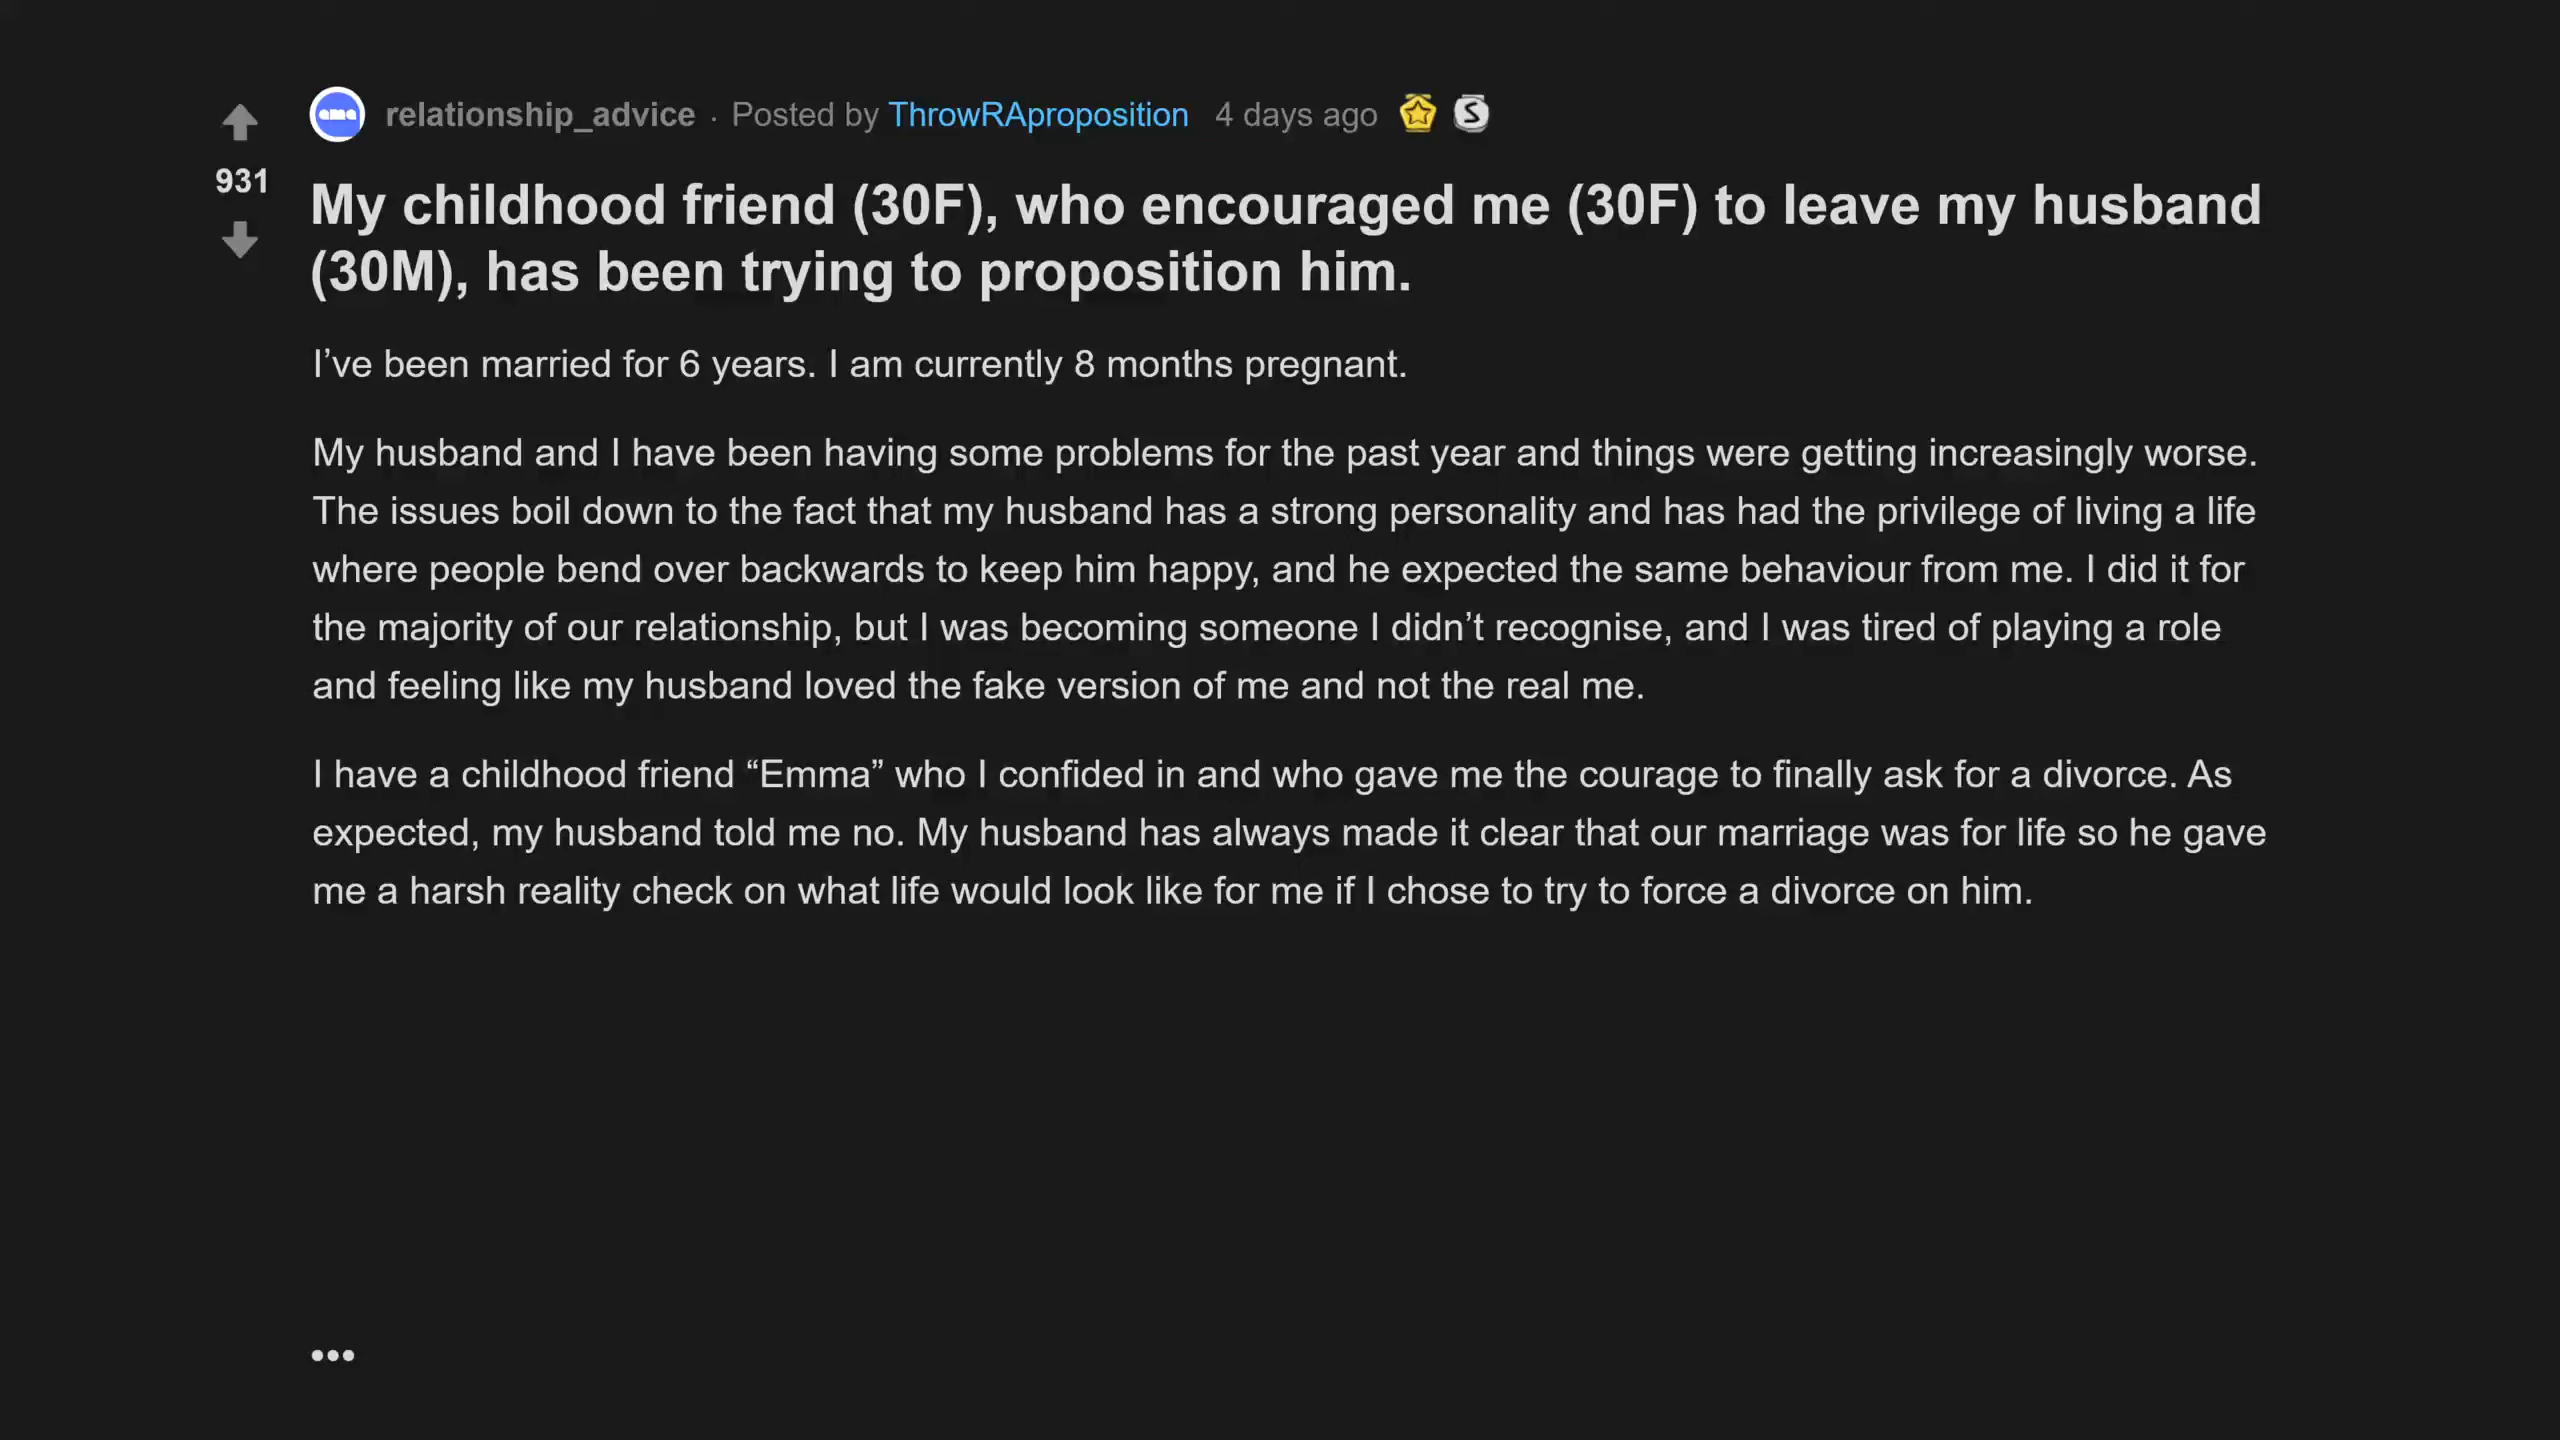 ama relationship_advice · Posted by ThrowRAproposition 4 days ago S
931
My childhood friend (30F), who encouraged me (30F) to leave my husband
(30M), has been trying to proposition him.
I’ve been married for 6 years. I am currently 8 months pregnant.
My husband and I have been having some problems for the past year and things were getting increasingly worse.
The issues boil down to the fact that my husband has a strong personality and has had the privilege of living a life
where people bend over backwards to keep him happy, and he expected the same behaviour from me. I did it for
the majority of our relationship, but I was becoming someone I didn’t recognise, and I was tired of playing a role
and feeling like my husband loved the fake version of me and not the real me.
I have a childhood friend “Emma” who I confided in and who gave me the courage to finally ask for a divorce. As
expected, my husband told me no. My husband has always made it clear that our marriage was for life so he gave
me a harsh reality check on what life would look like for me if I chose to try to force a divorce on him.
•••